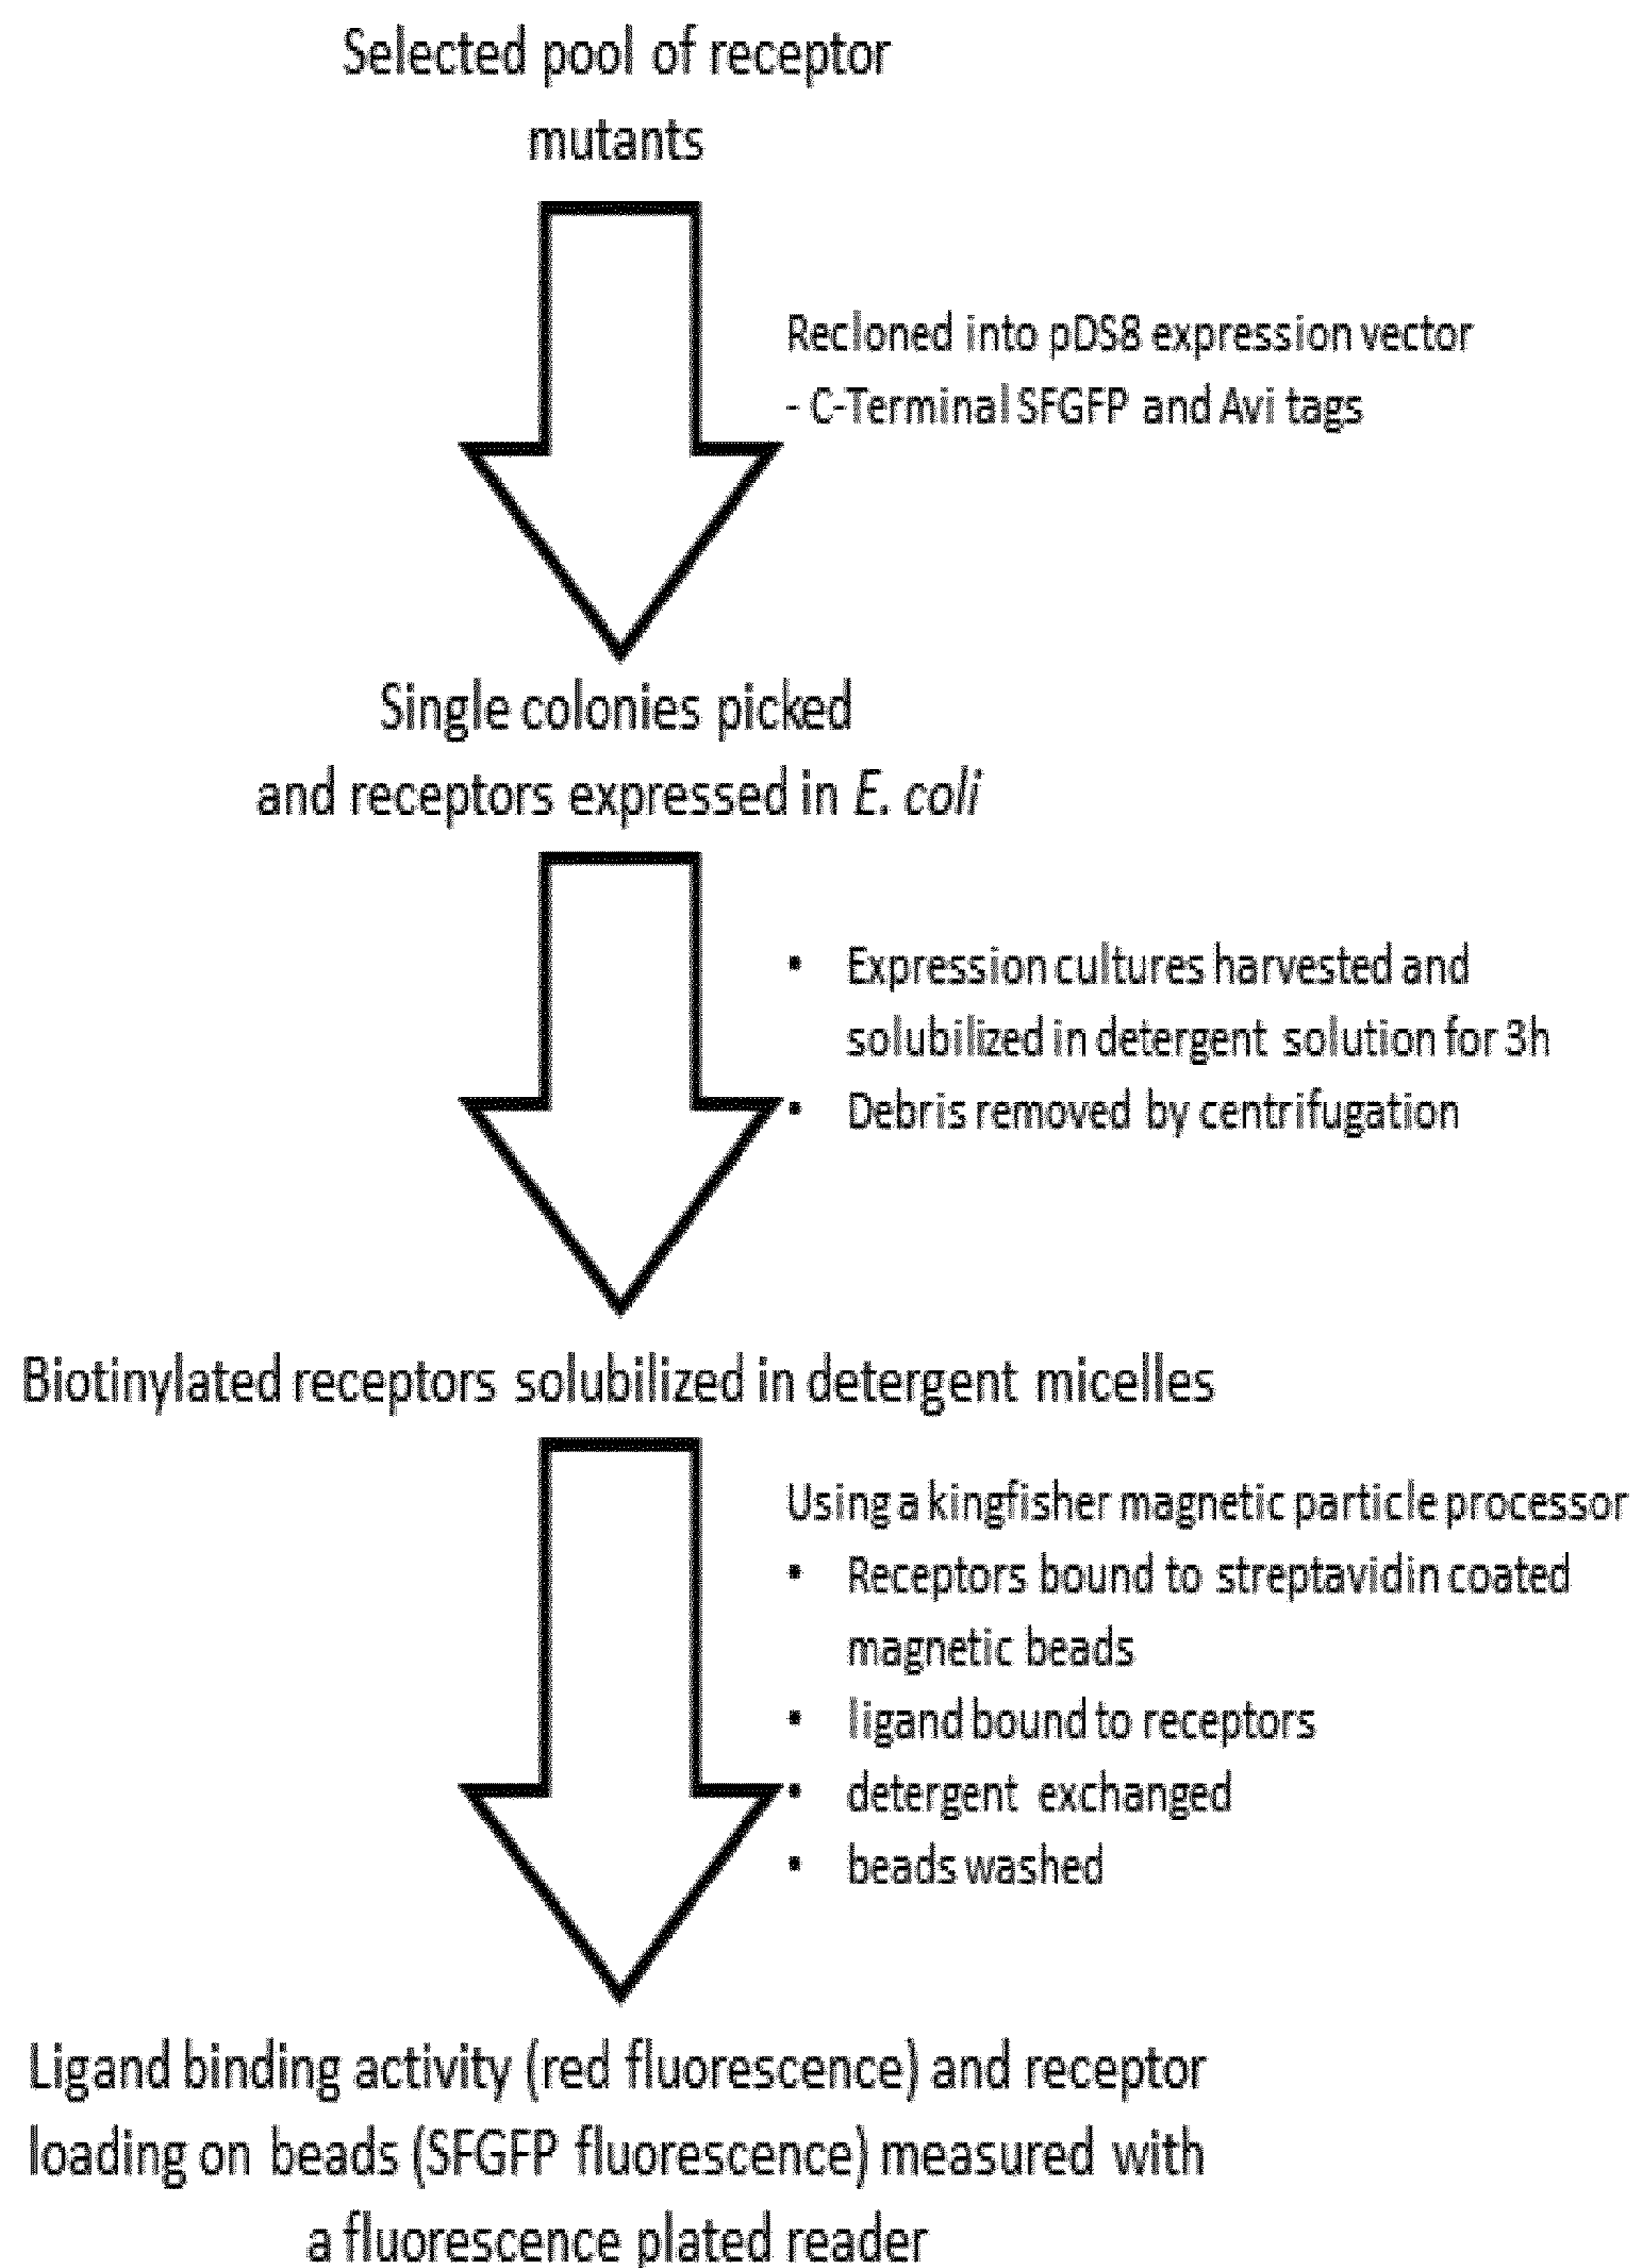 Selected pool of receptor
mutants
Recloned into pDS8 expression vector
- C-Terminal SFGFP and Avi tags
Single colonies picked
and receptors expressed in E. coli
▪ Expression cultures harvested and
solubilized in detergent solution for 3h
▪ Debris removed by centrifugation
Biotinylated receptors solubilized in detergent micelles
Using a kingfisher magnetic particle processor
▪ Receptors bound to streptavidin coated
magnetic beads
▪ ligand bound to receptors
▪ detergent exchanged
▪ beads washed
Ligand binding activity (red fluorescence) and receptor
loading on beads (SFGFP fluorescence) measured with
a fluorescence plated reader